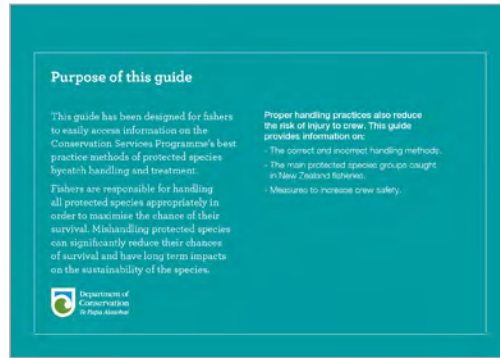 Purpose of this guide
This guide has been designed for fishers
to easily access information on the
Conservation Services Programme's best
practice methods of protected species
bycatch handling and treatment.
Fishers are responsible for handling
all protected species appropriately in
order to maximise the chance of their
survival. Mishandling protected species
can significantly reduce their chances
of survival and have long term impacts
on the sustainability of the species.
Proper handling practices also reduce
the risk of injury to crew. This guide
provides information on:
- The correct and incorrect handling methods.
- The main protected species groups caught
in New Zealand fisheries.
- Measures to increase crew safety.
Department of
Conservation
Te Papa Atawhai